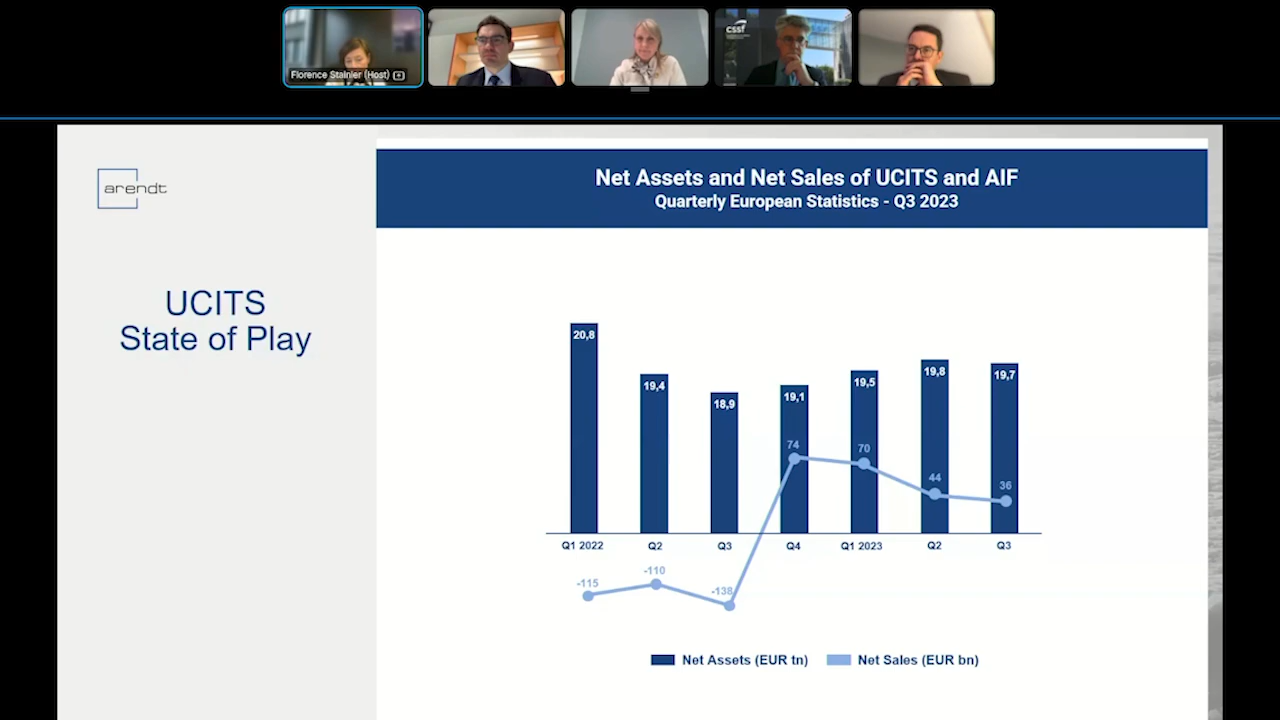 Florence Stainier (Host)
cssf
arendt
UCITS
State of Play
Net Assets and Net Sales of UCITS and AIF
Quarterly European Statistics - Q3 2023
20,8
19,4
18,9
19,1
19,5
19,8
19,7
74
70
44
36
Q1 2022
Q2
Q3
Q4
Q1 2023
Q2
Q3
-115
-110
-138
Net Assets (EUR tn)
Net Sales (EUR bn)